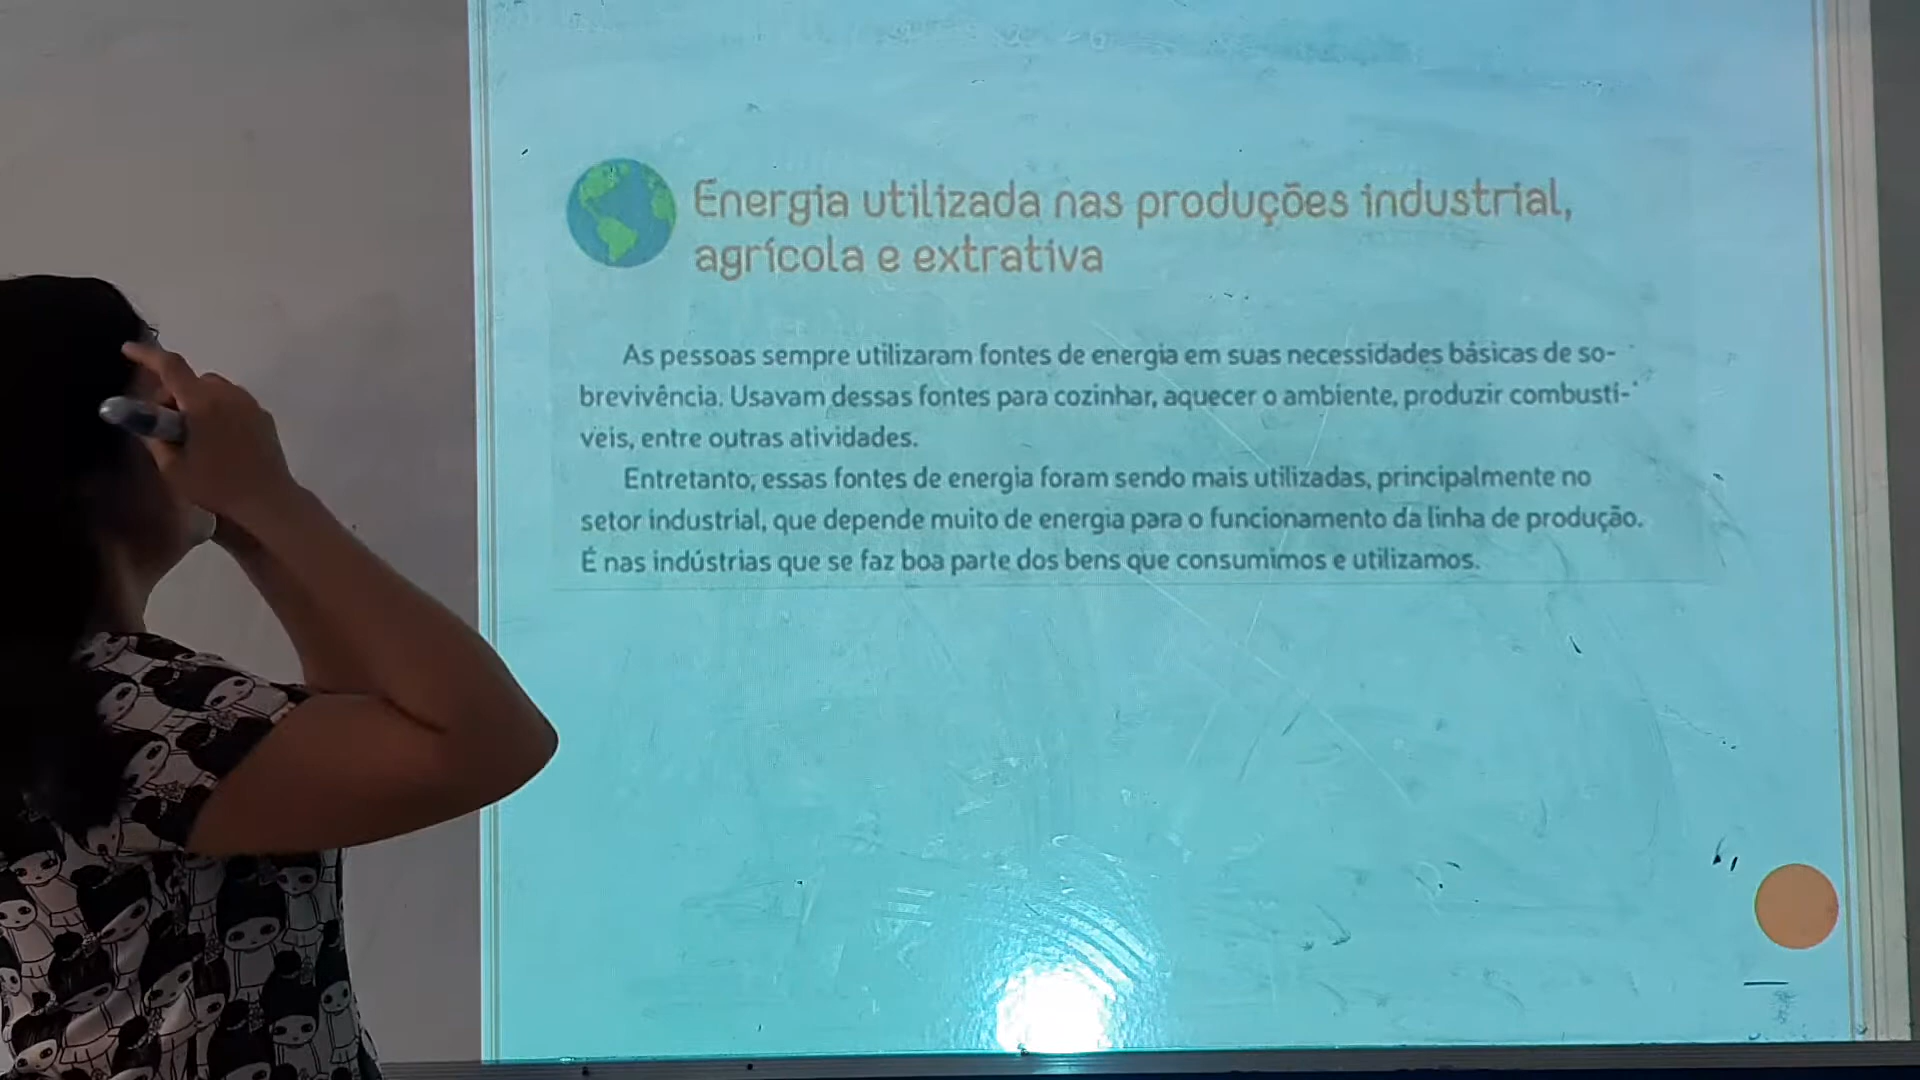 Energia utilizada nas produções industrial,
agrícola e extrativa
As pessoas sempre utilizaram fontes de energia em suas necessidades básicas de so-
brevivência. Usavam dessas fontes para cozinhar, aquecer o ambiente, produzir combustí-
veis, entre outras atividades.
Entretanto, essas fontes de energia foram sendo mais utilizadas, principalmente no
setor industrial, que depende muito de energia para o funcionamento da linha de produção.
É nas indústrias que se faz boa parte dos bens que consumimos e utilizamos.